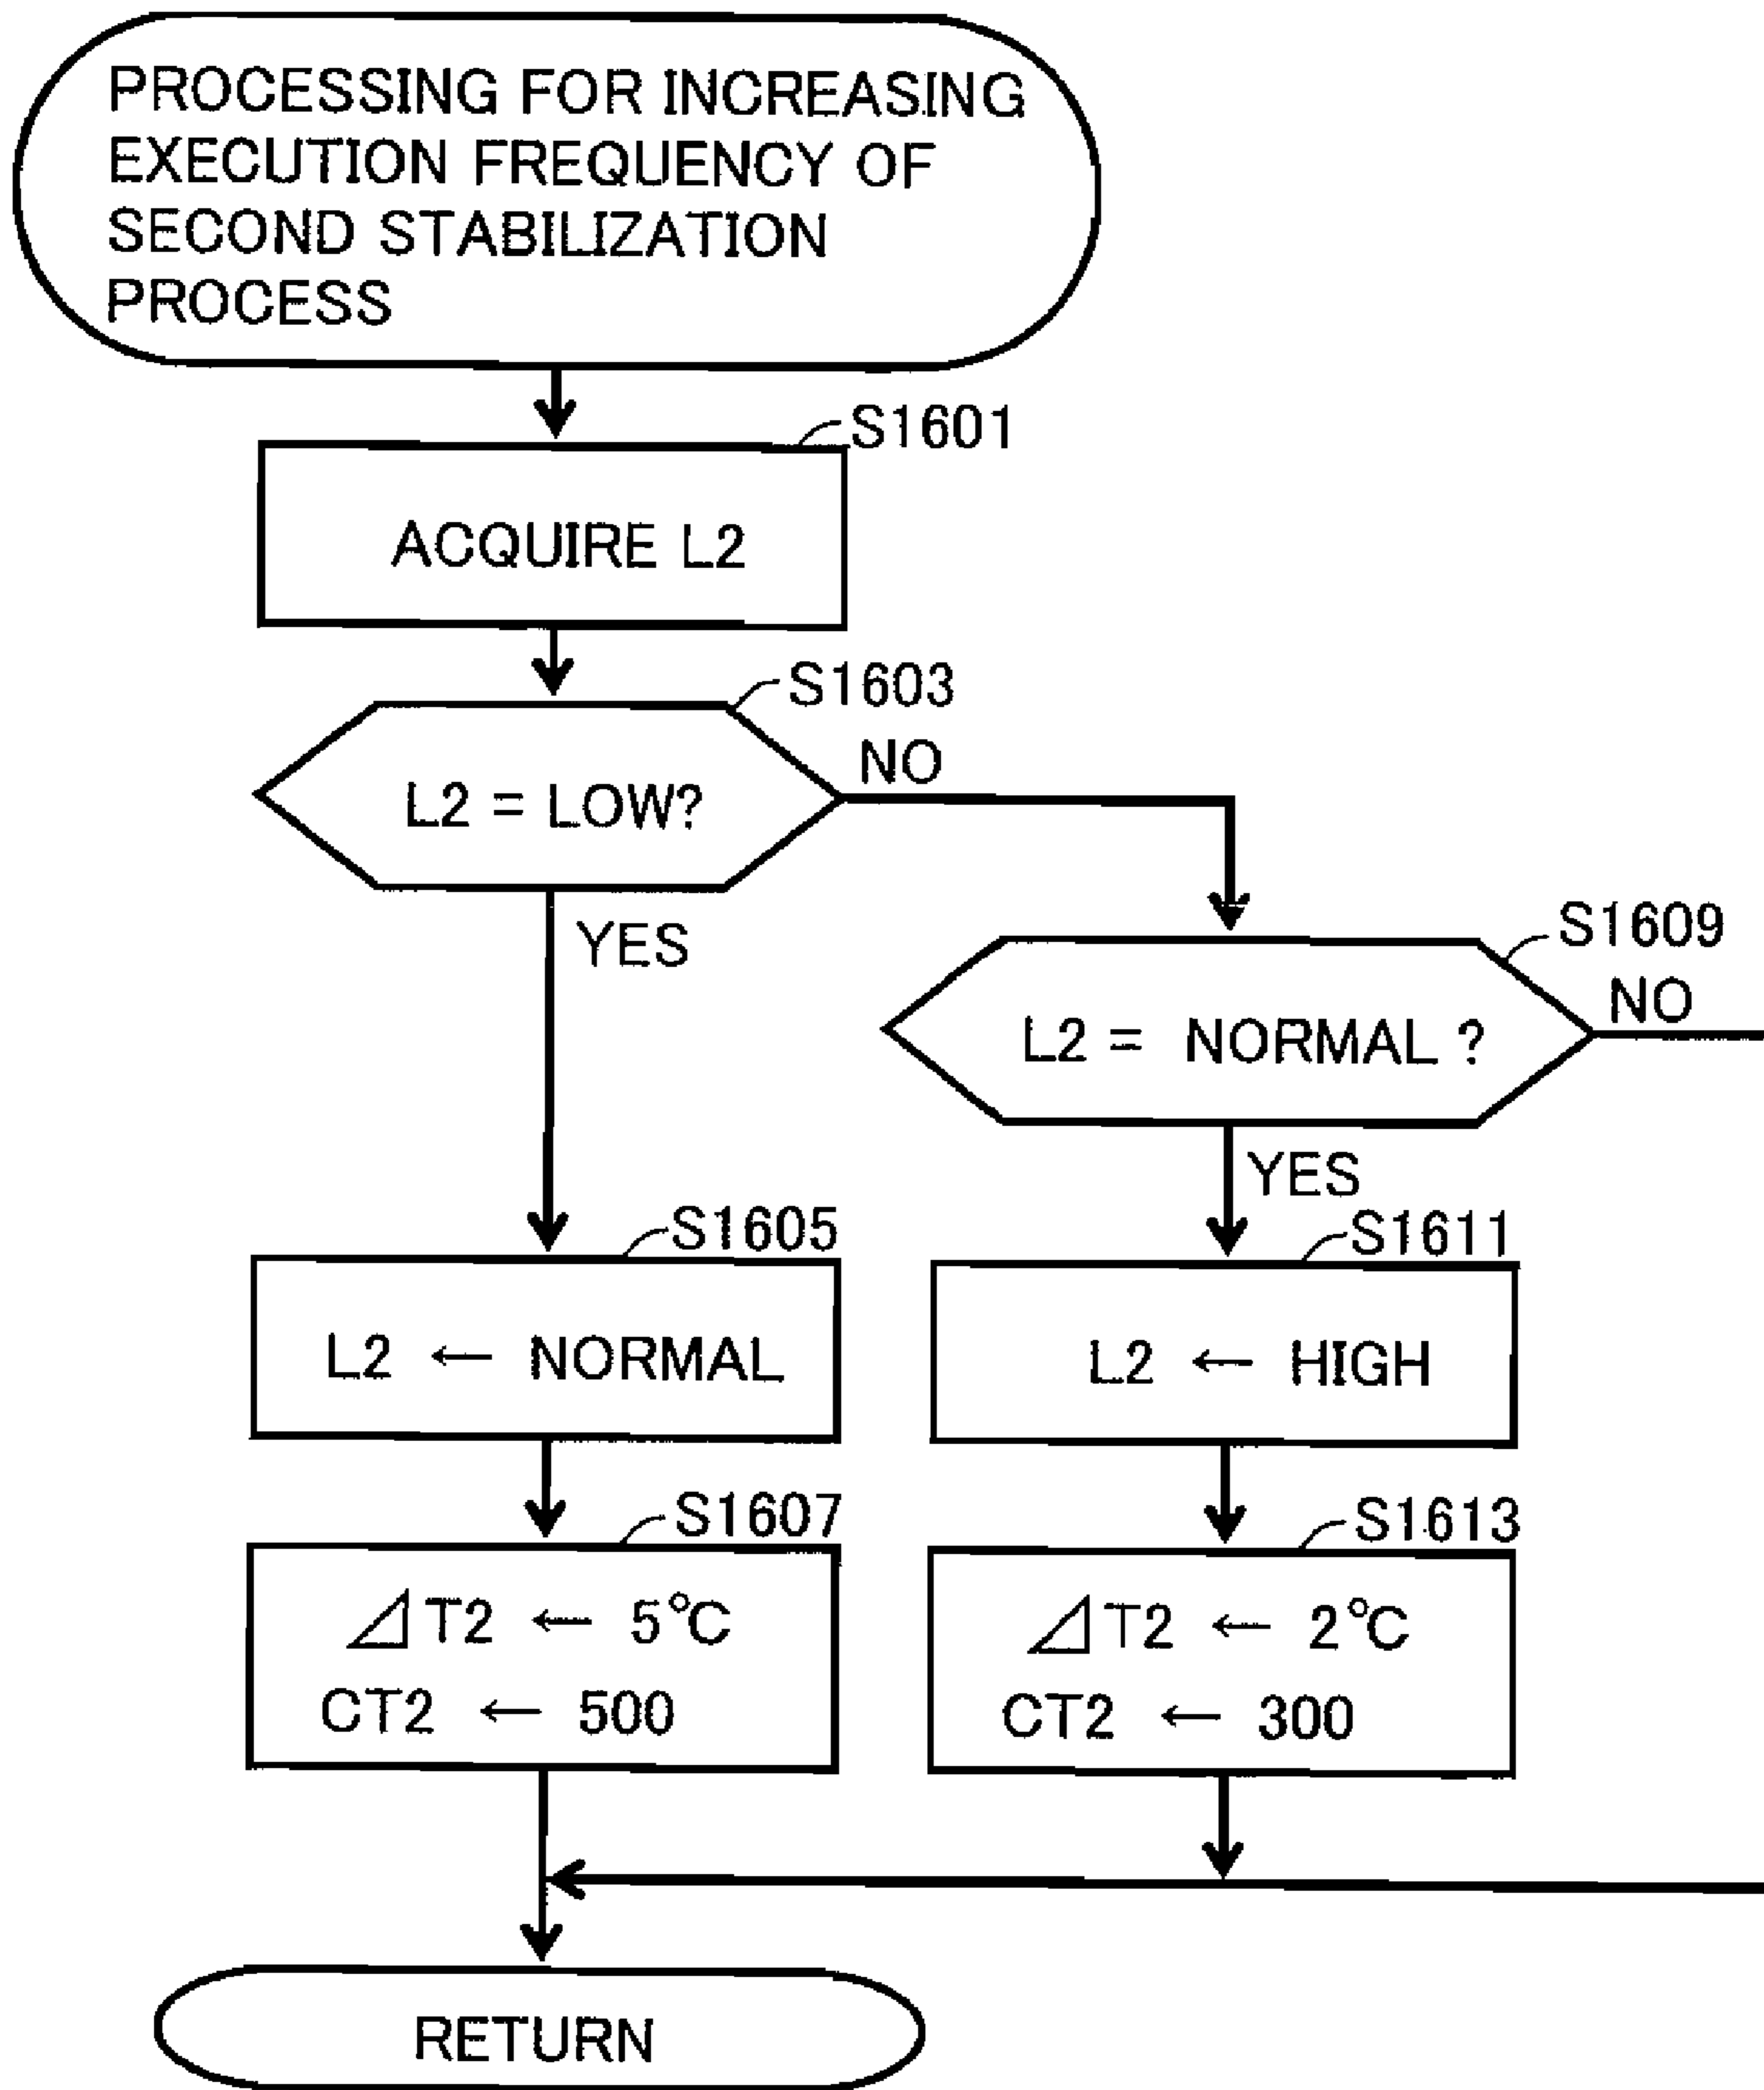 PROCESSING FOR INCREASING
EXECUTION FREQUENCY OF
SECOND STABILIZATION
PROCESS
S1601
ACQUIRE L2
S1603
L2 = LOW?
NO
YES
S1609
L2 = NORMAL ?
NO
YES
S1605
L2 ← NORMAL
S1611
L2 ← HIGH
S1607
⊿T2 ← 5℃
CT2 ← 500
S1613
⊿T2 ← 2℃
CT2 ← 300
RETURN